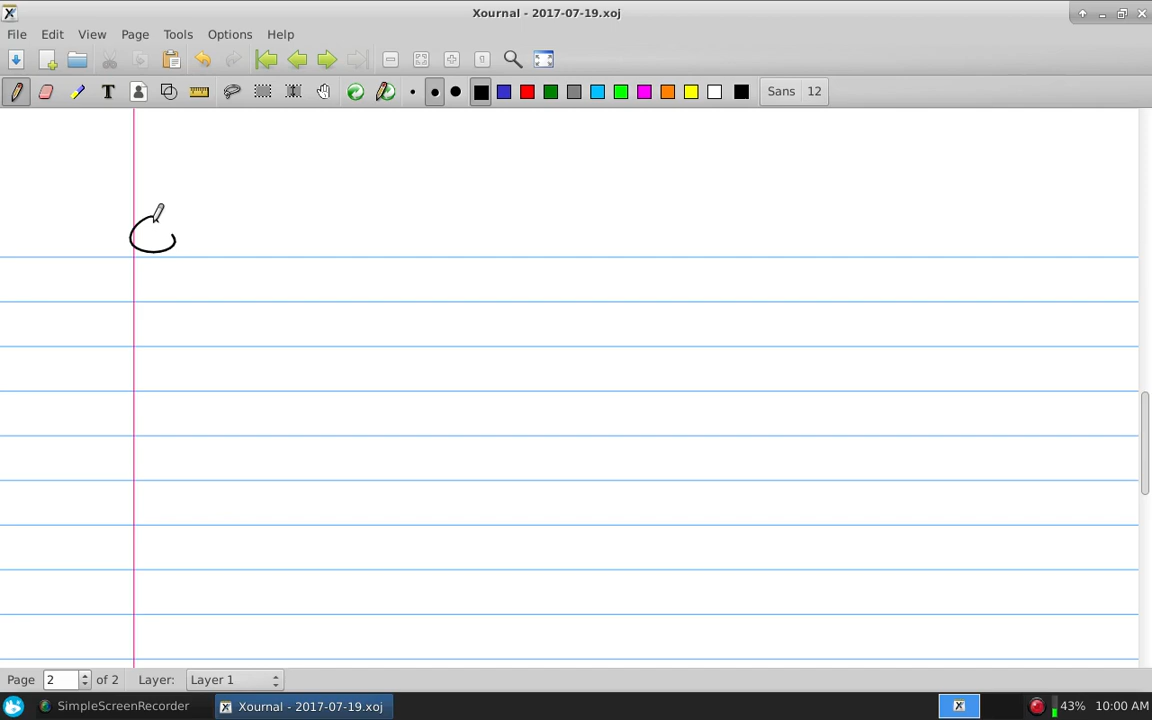 Xournal - 2017-07-19.xoj
File Edit View Page Tools Options Help
Sans 12
Page 2 of 2 Layer: Layer 1
SimpleScreenRecorder Xournal - 2017-07-19.xoj 43% 10:00 AM